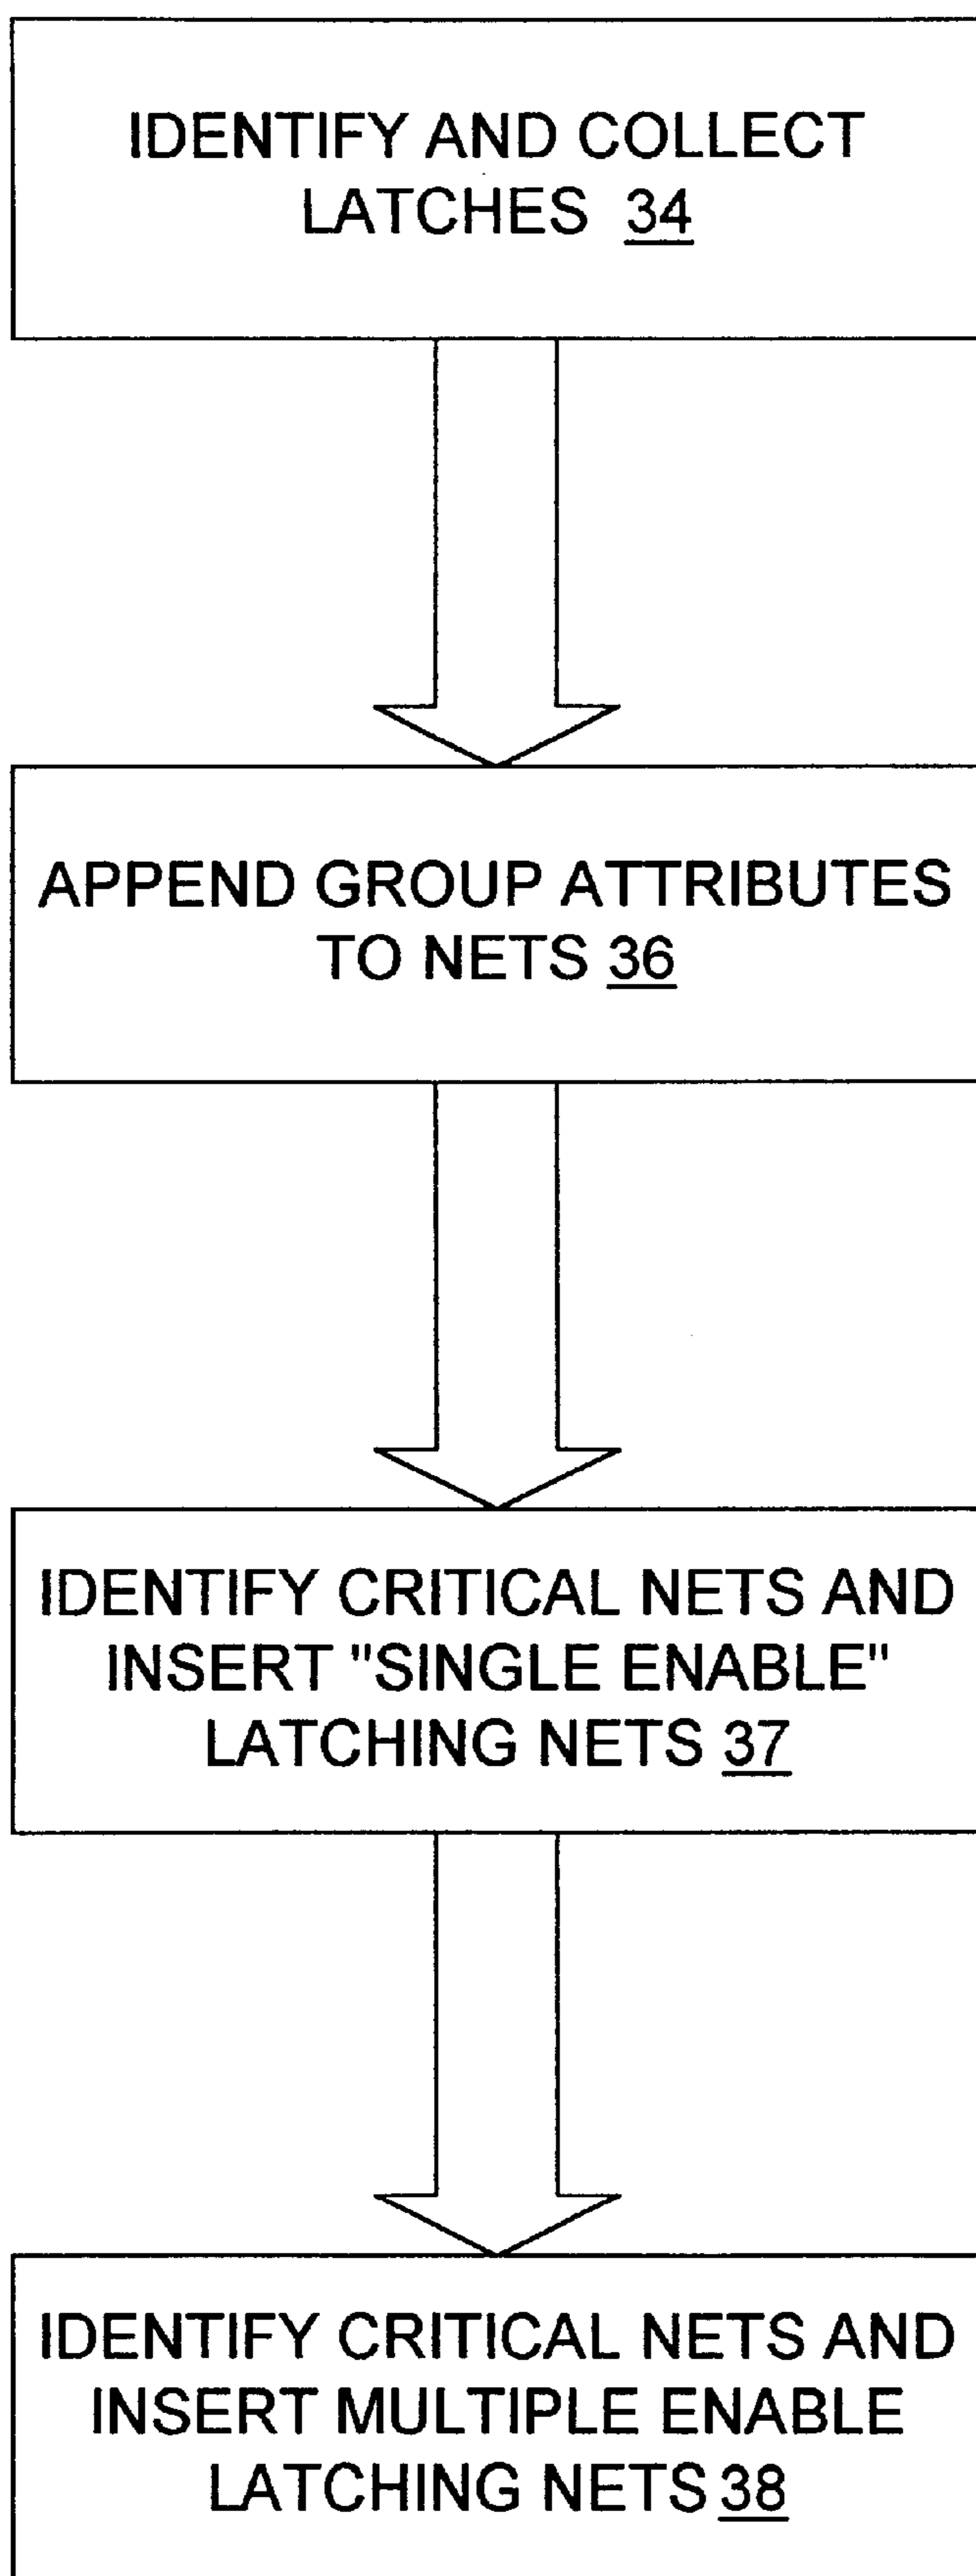 IDENTIFY AND COLLECT
LATCHES 34
APPEND GROUP ATTRIBUTES
TO NETS 36
IDENTIFY CRITICAL NETS AND
INSERT "SINGLE ENABLE"
LATCHING NETS 37
IDENTIFY CRITICAL NETS AND
INSERT MULTIPLE ENABLE
LATCHING NETS 38